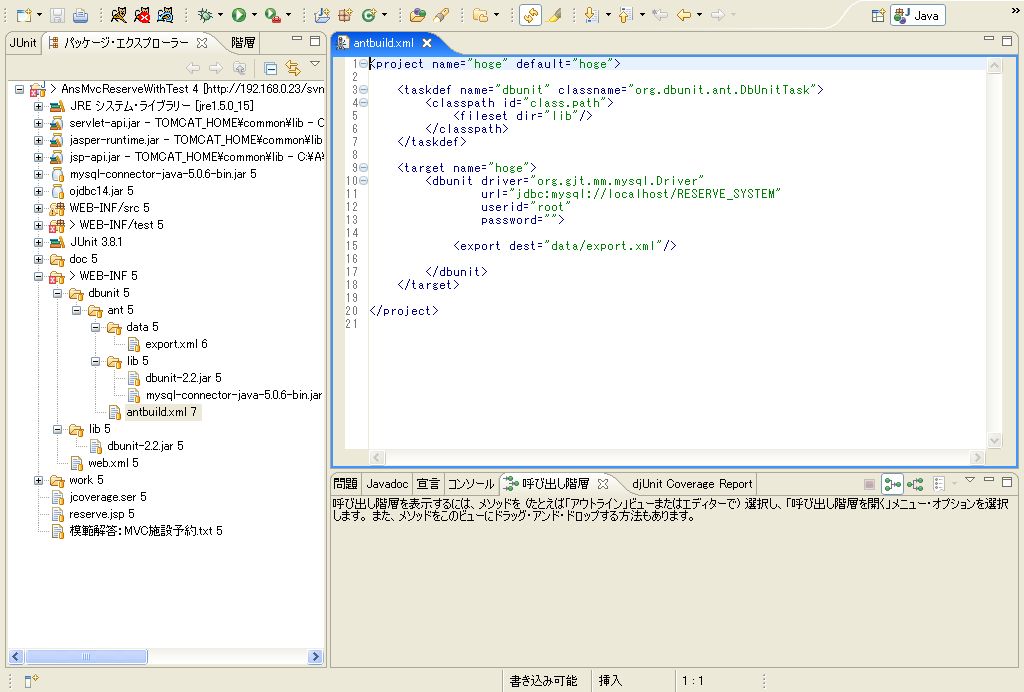 Java
JUnit
パッケージ・エクスプローラー
階層
> AnsMvcReserveWithTest 4 [http://192.168.0.23/svn
JRE システム・ライブラリー [jre1.5.0_15]
servlet-api.jar - TOMCAT_HOME¥common¥lib - C
jasper-runtime.jar - TOMCAT_HOME¥common¥lib
jsp-api.jar - TOMCAT_HOME¥common¥lib - C:¥A
mysql-connector-java-5.0.6-bin.jar 5
ojdbc14.jar 5
WEB-INF/src 5
> WEB-INF/test 5
JUnit 3.8.1
doc 5
> WEB-INF 5
dbunit 5
ant 5
data 5
export.xml 6
lib 5
dbunit-2.2.jar 5
mysql-connector-java-5.0.6-bin.jar
antbuild.xml 7
lib 5
dbunit-2.2.jar 5
web.xml 5
work 5
jcoverage.ser 5
reserve.jsp 5
模範解答：MVC施設予約.txt 5
antbuild.xml
1 <project name="hoge" default="hoge">
2
3 <taskdef name="dbunit" classname="org.dbunit.ant.DbUnitTask">
4 <classpath id="class.path">
5 <fileset dir="lib"/>
6 </classpath>
7 </taskdef>
8
9 <target name="hoge">
10 <dbunit driver="org.gjt.mm.mysql.Driver"
11 url="jdbc:mysql://localhost/RESERVE_SYSTEM"
12 userid="root"
13 password="">
14
15 <export dest="data/export.xml"/>
16
17 </dbunit>
18 </target>
19
20 </project>
21
問題 Javadoc 宣言 コンソール 呼び出し階層 djUnit Coverage Report
呼び出し階層を表示するには、メソッドを（たとえば「アウトライン」ビューまたはエディターで）選択し、「呼び出し階層を開く」メニュー・オプションを選択
します。また、メソッドをこのビューにドラッグ・アンド・ドロップする方法もあります。
書き込み可能 挿入 1 : 1